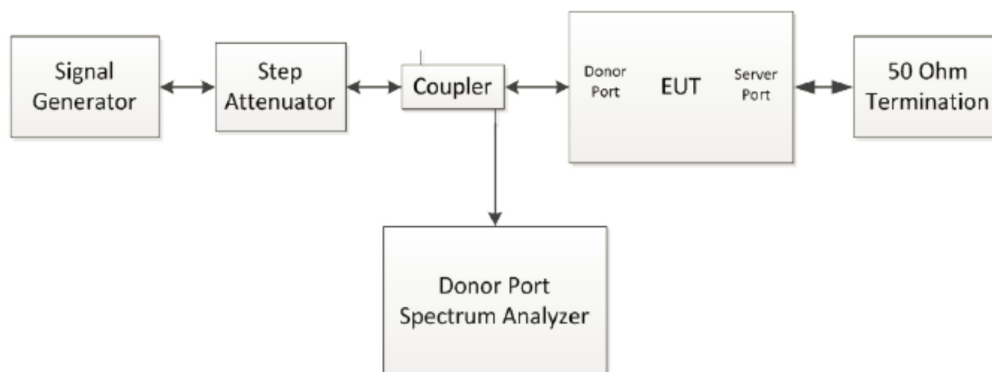 Signal
Generator
Step
Attenuator
Coupler
Donor
Port
EUT
Server
Port
50 Ohm
Termination
Donor Port
Spectrum Analyzer